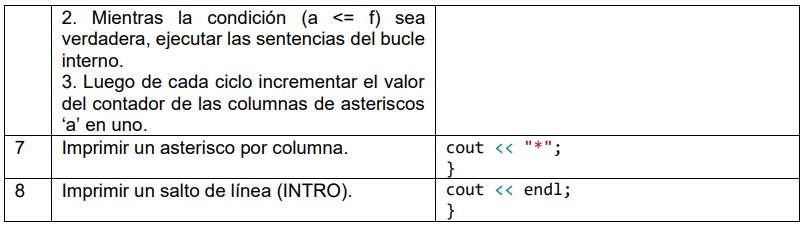 2. Mientras la condición (a <= f) sea
verdadera, ejecutar las sentencias del bucle
interno.
3. Luego de cada ciclo incrementar el valor
del contador de las columnas de asteriscos
‘a’ en uno.
7 Imprimir un asterisco por columna. cout << "*";
}
8 Imprimir un salto de línea (INTRO). cout << endl;
}